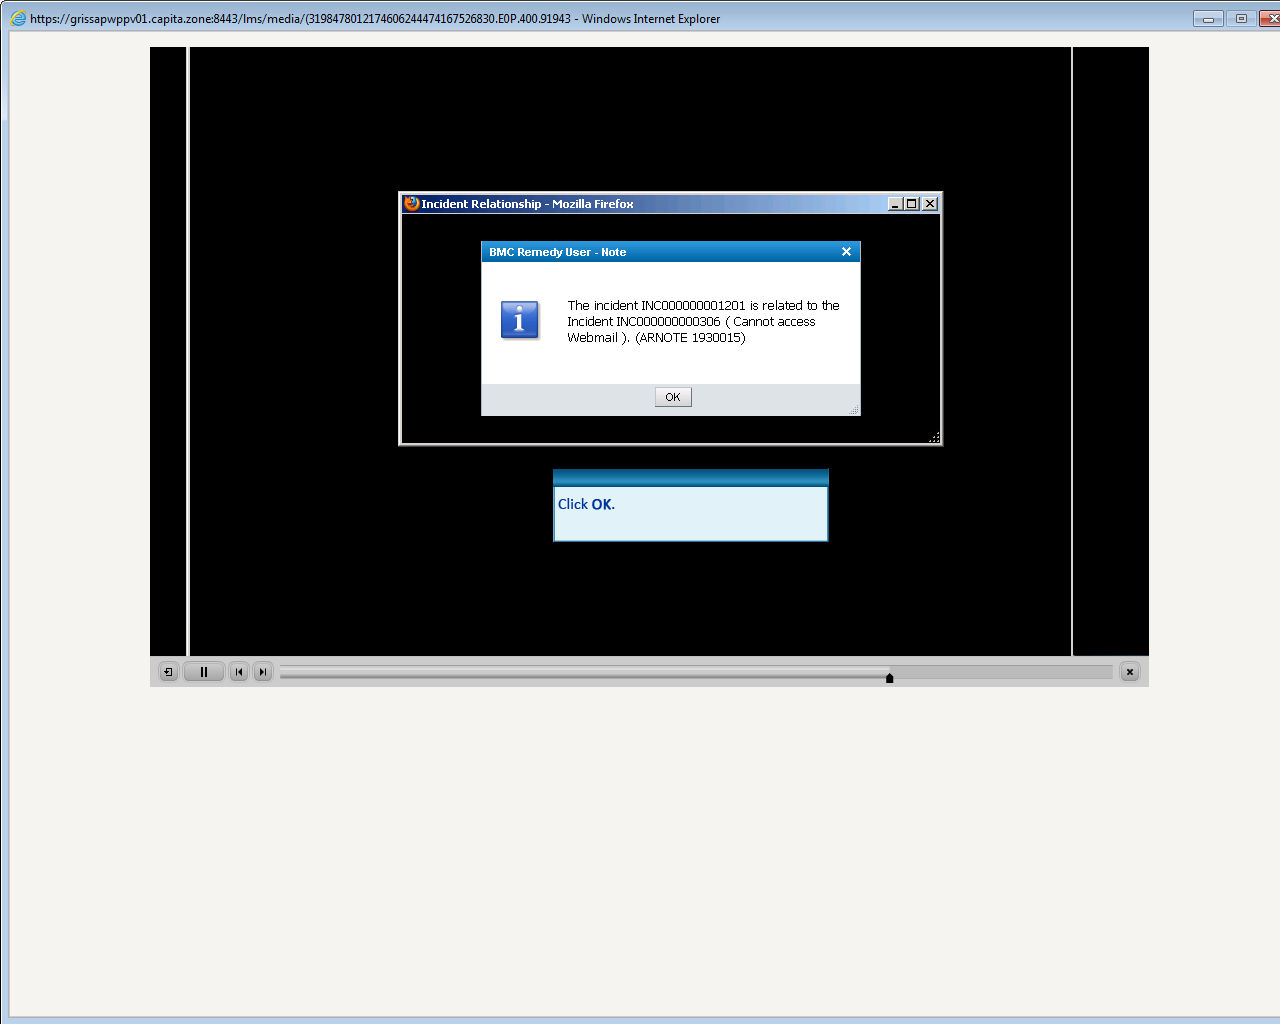 https://grissapwppv01.capita.zone:8443/lms/media/(3198478012174606244474167526830.E0P.400.91943 - Windows Internet Explorer
Incident Relationship - Mozilla Firefox
BMC Remedy User - Note
The incident INC000000001201 is related to the
Incident INC000000000306 ( Cannot access
Webmail ). (ARNOTE 1930015)
OK
Click OK.